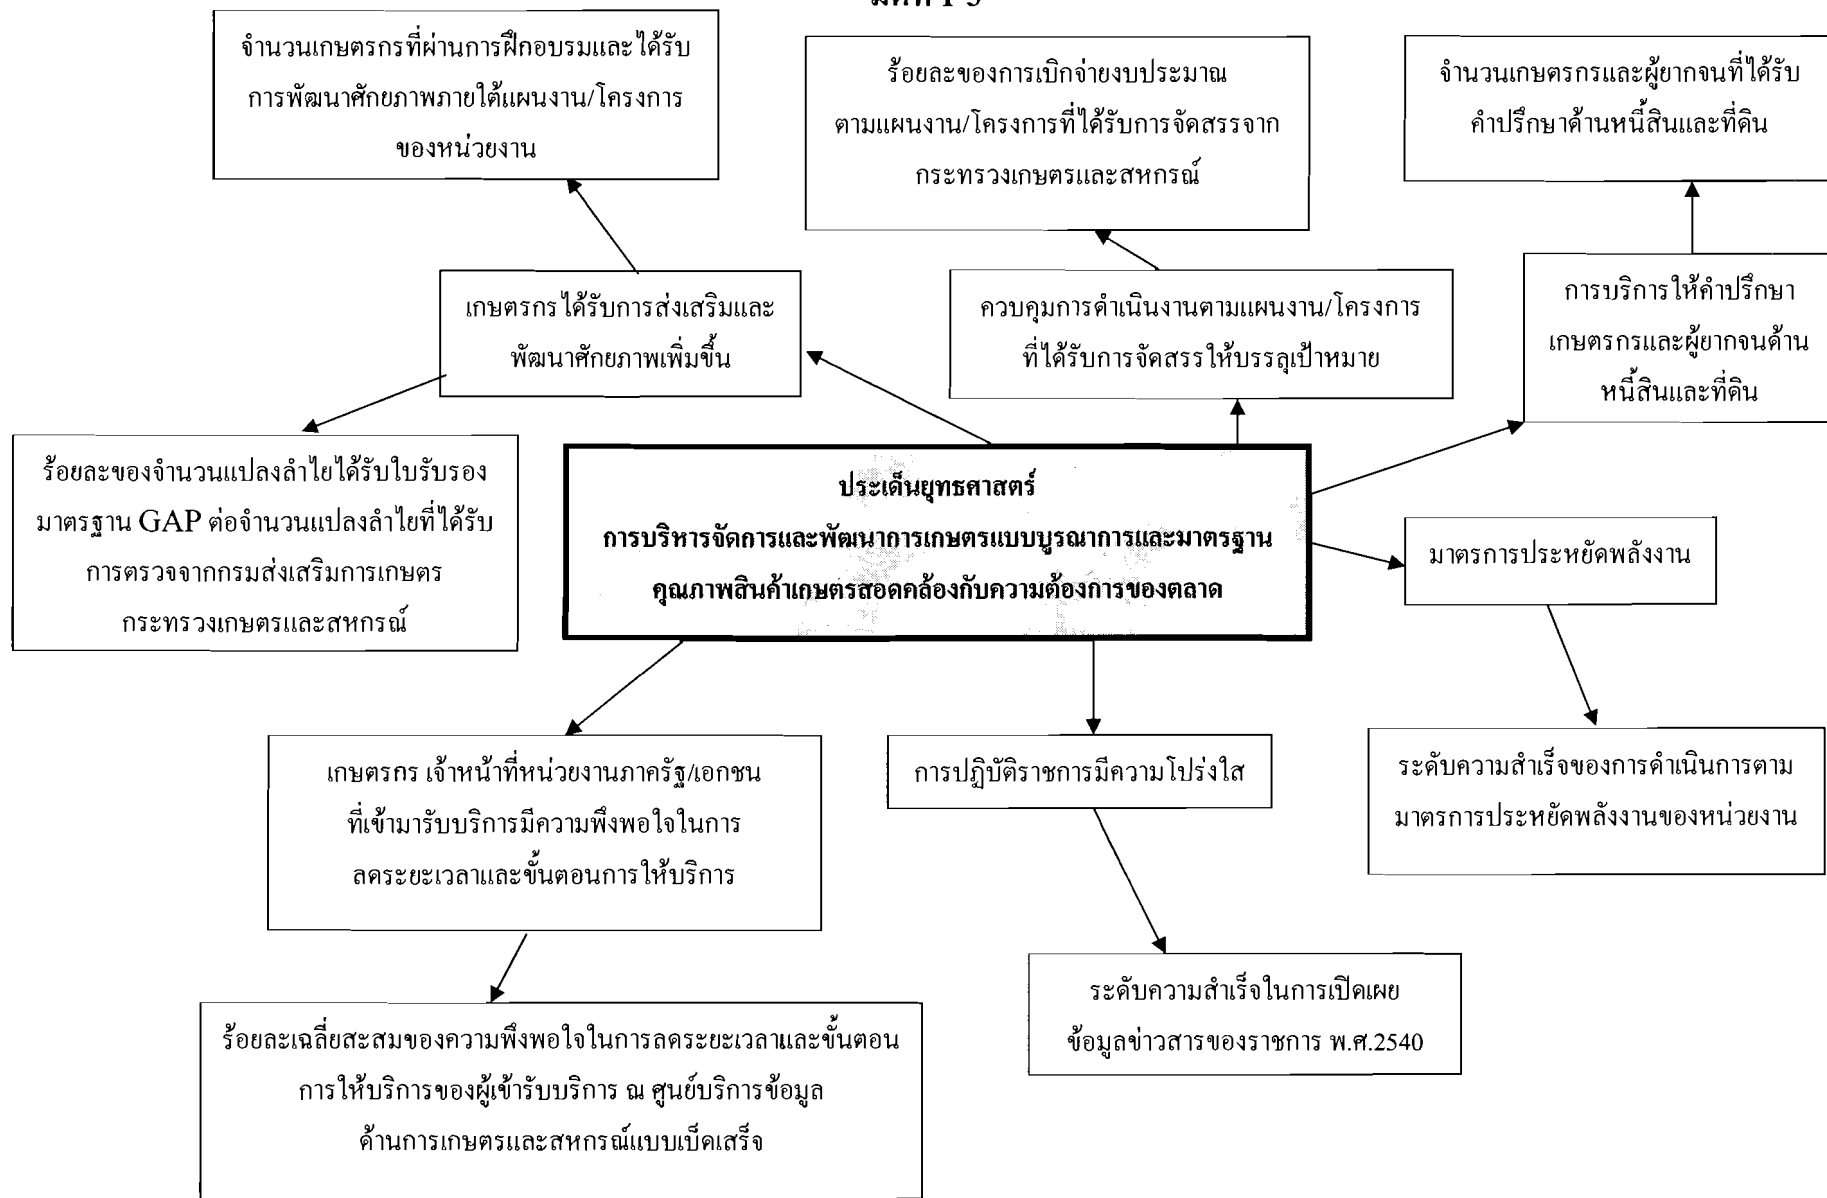 จำนวนเกษตรกรที่ผ่านการฝึกอบรมและได้รับ
การพัฒนาศักยภาพภายใต้แผนงาน/โครงการ
ของหน่วยงาน
ร้อยละของการเบิกจ่ายงบประมาณ
ตามแผนงาน/โครงการที่ได้รับการจัดสรรจาก
กระทรวงเกษตรและสหกรณ์
จำนวนเกษตรกรและผู้ยากจนที่ได้รับ
คำปรึกษาด้านหนี้สินและที่ดิน
เกษตรกรได้รับการส่งเสริมและ
พัฒนาศักยภาพเพิ่มขึ้น
ควบคุมการดำเนินงานตามแผนงาน/โครงการ
ที่ได้รับการจัดสรรให้บรรลุเป้าหมาย
การบริการให้คำปรึกษา
เกษตรกรและผู้ยากจนด้าน
หนี้สินและที่ดิน
ร้อยละของจำนวนแปลงลำไยได้รับใบรับรอง
มาตรฐาน GAP ต่อจำนวนแปลงลำไยที่ได้รับ
การตรวจจากกรมส่งเสริมการเกษตร
กระทรวงเกษตรและสหกรณ์
ประเด็นยุทธศาสตร์
การบริหารจัดการและพัฒนาการเกษตรแบบบูรณาการและมาตรฐาน
คุณภาพสินค้าเกษตรสอดคล้องกับความต้องการของตลาด
มาตรการประหยัดพลังงาน
เกษตรกร เจ้าหน้าที่หน่วยงานภาครัฐ/เอกชน
ที่เข้ามารับบริการมีความพึงพอใจในการ
ลดระยะเวลาและขั้นตอนการให้บริการ
การปฏิบัติราชการมีความโปร่งใส
ระดับความสำเร็จของการดำเนินการตาม
มาตรการประหยัดพลังงานของหน่วยงาน
ร้อยละเฉลี่ยสะสมของความพึงพอใจในการลดระยะเวลาและขั้นตอน
การให้บริการของผู้เข้ารับบริการ ณ ศูนย์บริการข้อมูล
ด้านการเกษตรและสหกรณ์แบบเบ็ดเสร็จ
ระดับความสำเร็จในการเปิดเผย
ข้อมูลข่าวสารของราชการ พ.ศ.2540